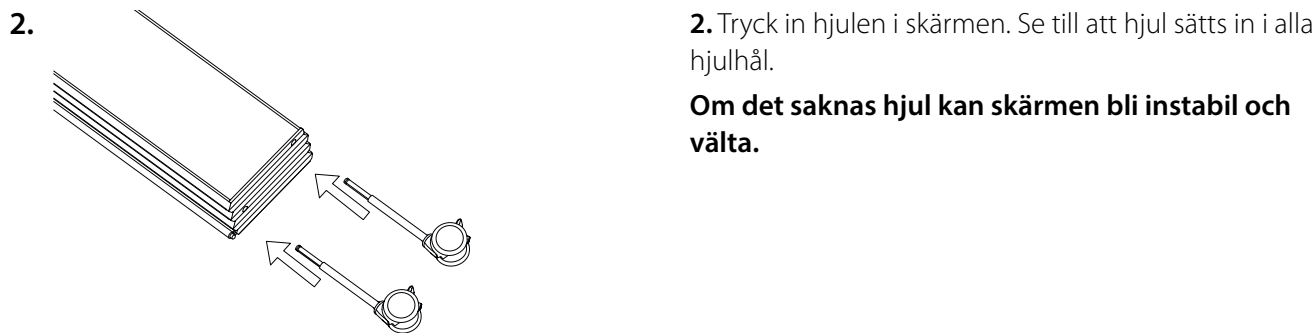 2.
2. Tryck in hjulen i skärmen. Se till att hjul sätts in i alla
hjulhål.
Om det saknas hjul kan skärmen bli instabil och
välta.